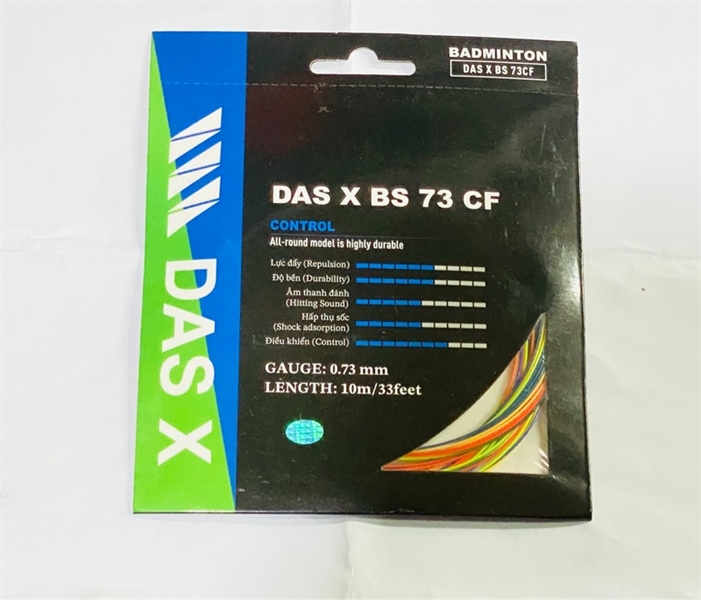 BADMINTON
DAS X BS 73CF
DAS X
DAS X BS 73 CF
CONTROL
All-round model is highly durable
Lực đẩy (Repulsion)
Độ bền (Durability)
Âm thanh đánh
(Hitting Sound)
Hấp thụ sốc
(Shock adsorption)
Điều khiển (Control)
GAUGE: 0.73 mm
LENGTH: 10m/33feet